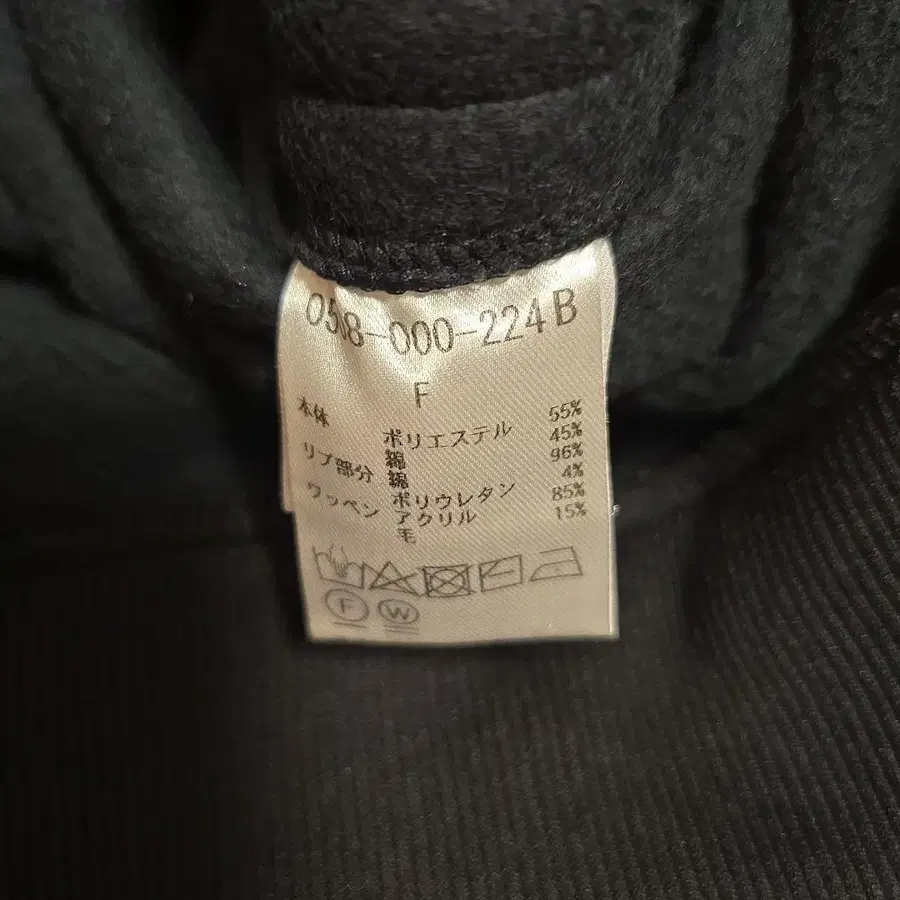 0508-000-224B
F
本体 ポリエステル 55%
綿 45%
リブ部分 綿 96%
ポリウレタン 4%
ワッペン アクリル 85%
毛 15%
F W